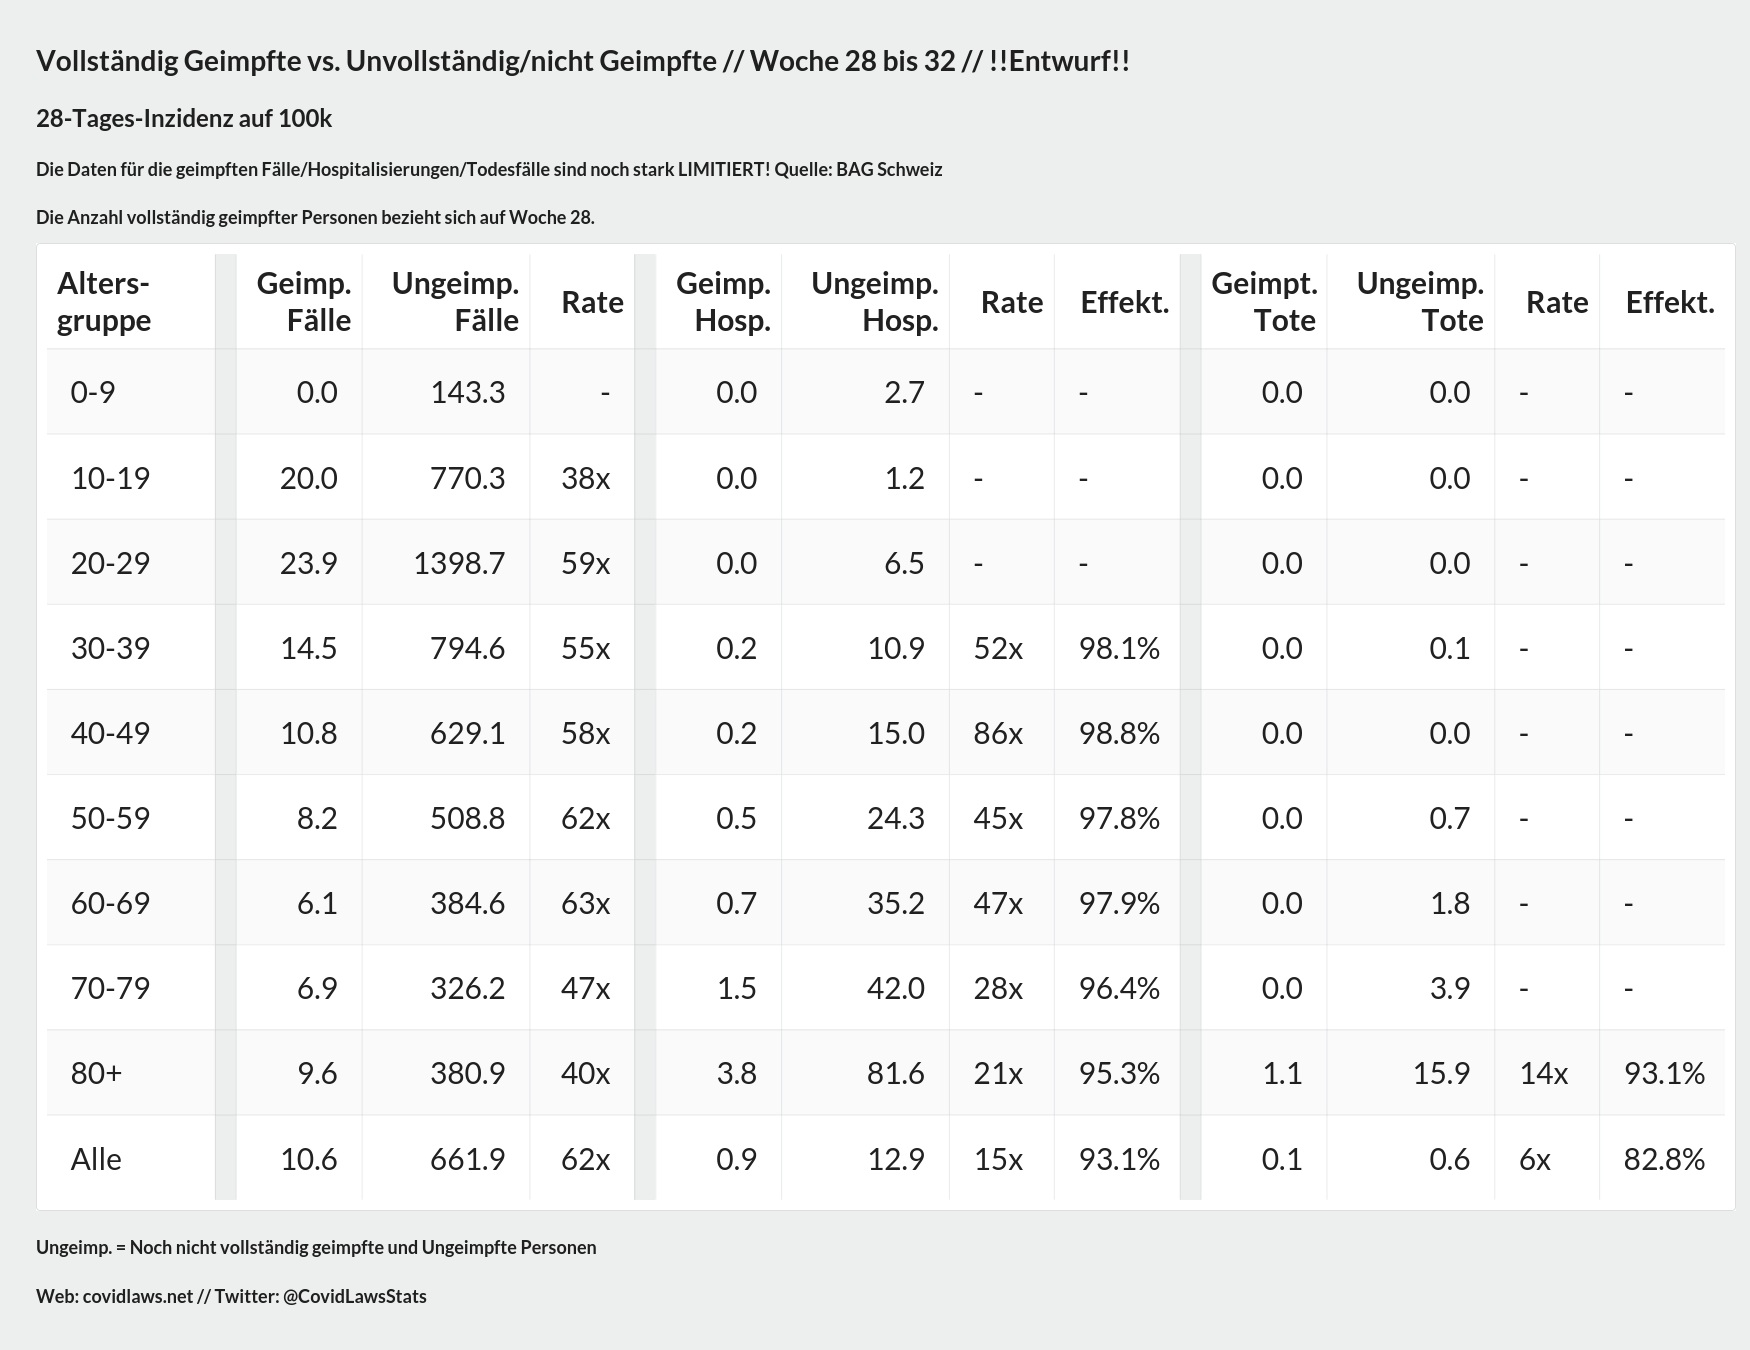 Vollständig Geimpfte vs. Unvollständig/nicht Geimpfte // Woche 28 bis 32 // !!Entwurf!!
28-Tages-Inzidenz auf 100k
Die Daten für die geimpften Fälle/Hospitalisierungen/Todesfälle sind noch stark LIMITIERT! Quelle: BAG Schweiz
Die Anzahl vollständig geimpfter Personen bezieht sich auf Woche 28.
Alters- Geimp. Ungeimp. Rate Geimp. Ungeimp. Rate Effekt. Geimpt. Ungeimp. Rate Effekt.
gruppe Fälle Fälle Hosp. Hosp. Tote Tote
0-9 0.0 143.3 - 0.0 2.7 - - 0.0 0.0 - -
10-19 20.0 770.3 38x 0.0 1.2 - - 0.0 0.0 - -
20-29 23.9 1398.7 59x 0.0 6.5 - - 0.0 0.0 - -
30-39 14.5 794.6 55x 0.2 10.9 52x 98.1% 0.0 0.1 - -
40-49 10.8 629.1 58x 0.2 15.0 86x 98.8% 0.0 0.0 - -
50-59 8.2 508.8 62x 0.5 24.3 45x 97.8% 0.0 0.7 - -
60-69 6.1 384.6 63x 0.7 35.2 47x 97.9% 0.0 1.8 - -
70-79 6.9 326.2 47x 1.5 42.0 28x 96.4% 0.0 3.9 - -
80+ 9.6 380.9 40x 3.8 81.6 21x 95.3% 1.1 15.9 14x 93.1%
Alle 10.6 661.9 62x 0.9 12.9 15x 93.1% 0.1 0.6 6x 82.8%
Ungeimp. = Noch nicht vollständig geimpfte und Ungeimpfte Personen
Web: covidlaws.net // Twitter: @CovidLawsStats